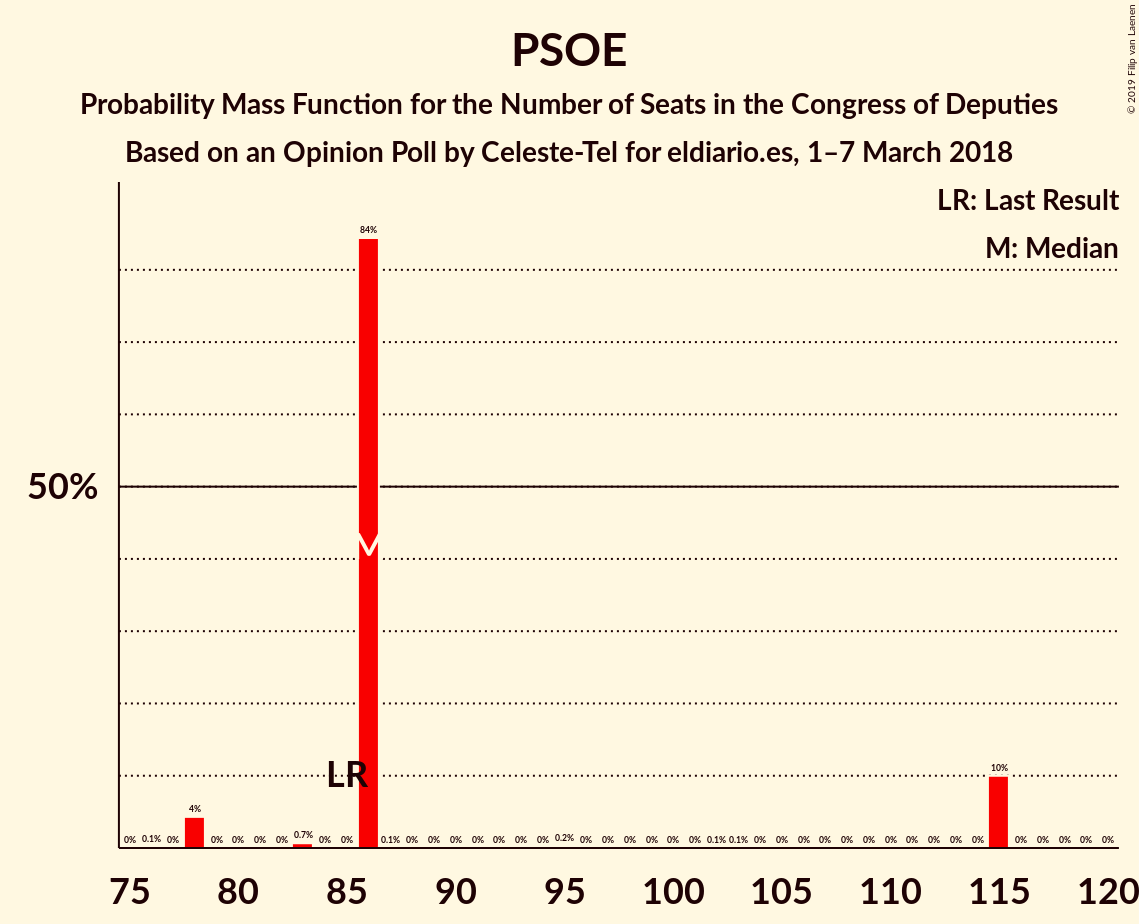 PSOE
Probability Mass Function for the Number of Seats in the Congress of Deputies
Based on an Opinion Poll by Celeste-Tel for eldiario.es, 1–7 March 2018
© 2019 Filip van Laenen
LR: Last Result
M: Median
84%
50%
M
LR
10%
4%
0% 0.1% 0% 0% 0% 0% 0% 0.7% 0% 0% 0.1% 0% 0% 0% 0% 0% 0% 0% 0.2% 0% 0% 0% 0% 0% 0% 0.1% 0.1% 0% 0% 0% 0% 0% 0% 0% 0% 0% 0% 0% 0% 0% 0% 0% 0%
75 80 85 90 95 100 105 110 115 120